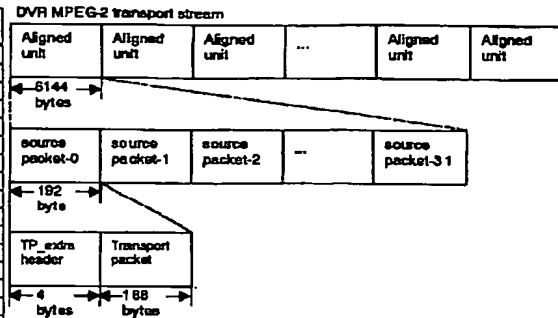 DVR MPEG-2 transport stream
Aligned unit Aligned unit Aligned unit ... Aligned unit Aligned unit
6144 bytes
source packet-0 source packet-1 source packet-2 ... source packet-31
192 byte
TP_extra header Transport packet
4 bytes 188 bytes